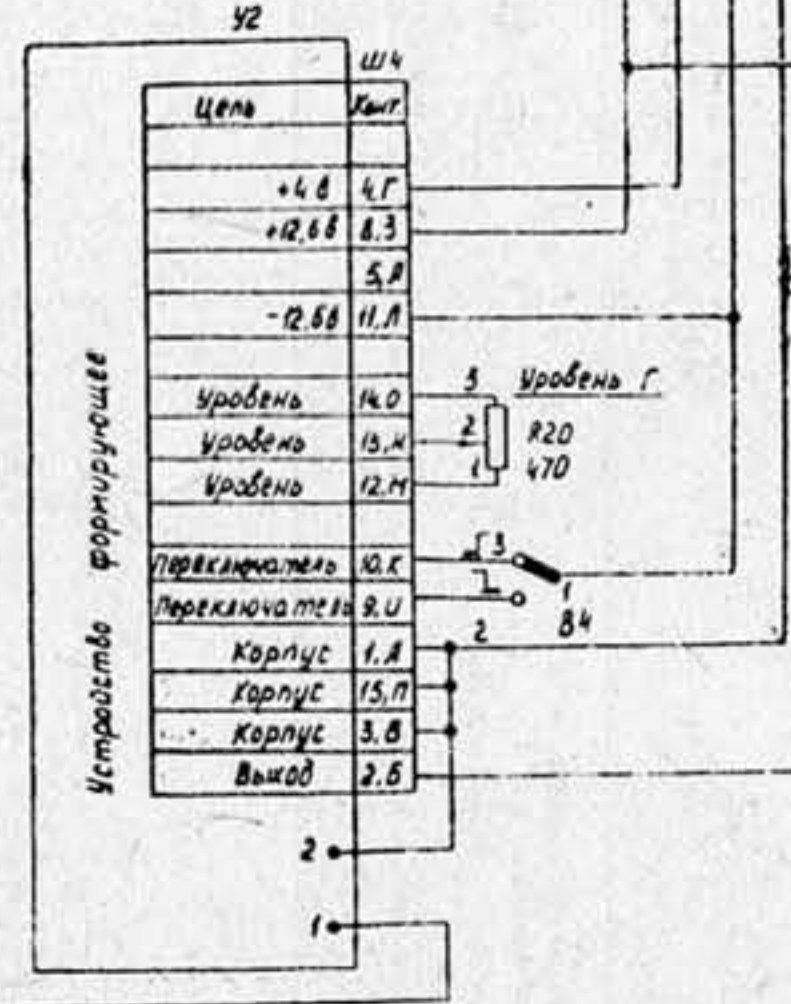 У2
Ш4
Цепь Конт.
+4 В 4,Г
+12,6В 8,З
5,Д
-12,6В 11,Л
Уровень 14,О
Уровень 13,Н
Уровень 12,М
Переключатель 10,К
Переключатель 9,И
Корпус 1,А
Корпус 15,П
Корпус 3,В
Выход 2,Б
Устройство формирующее
3 Уровень Г
2 R20
1 470
3
1
2 В4
2
1